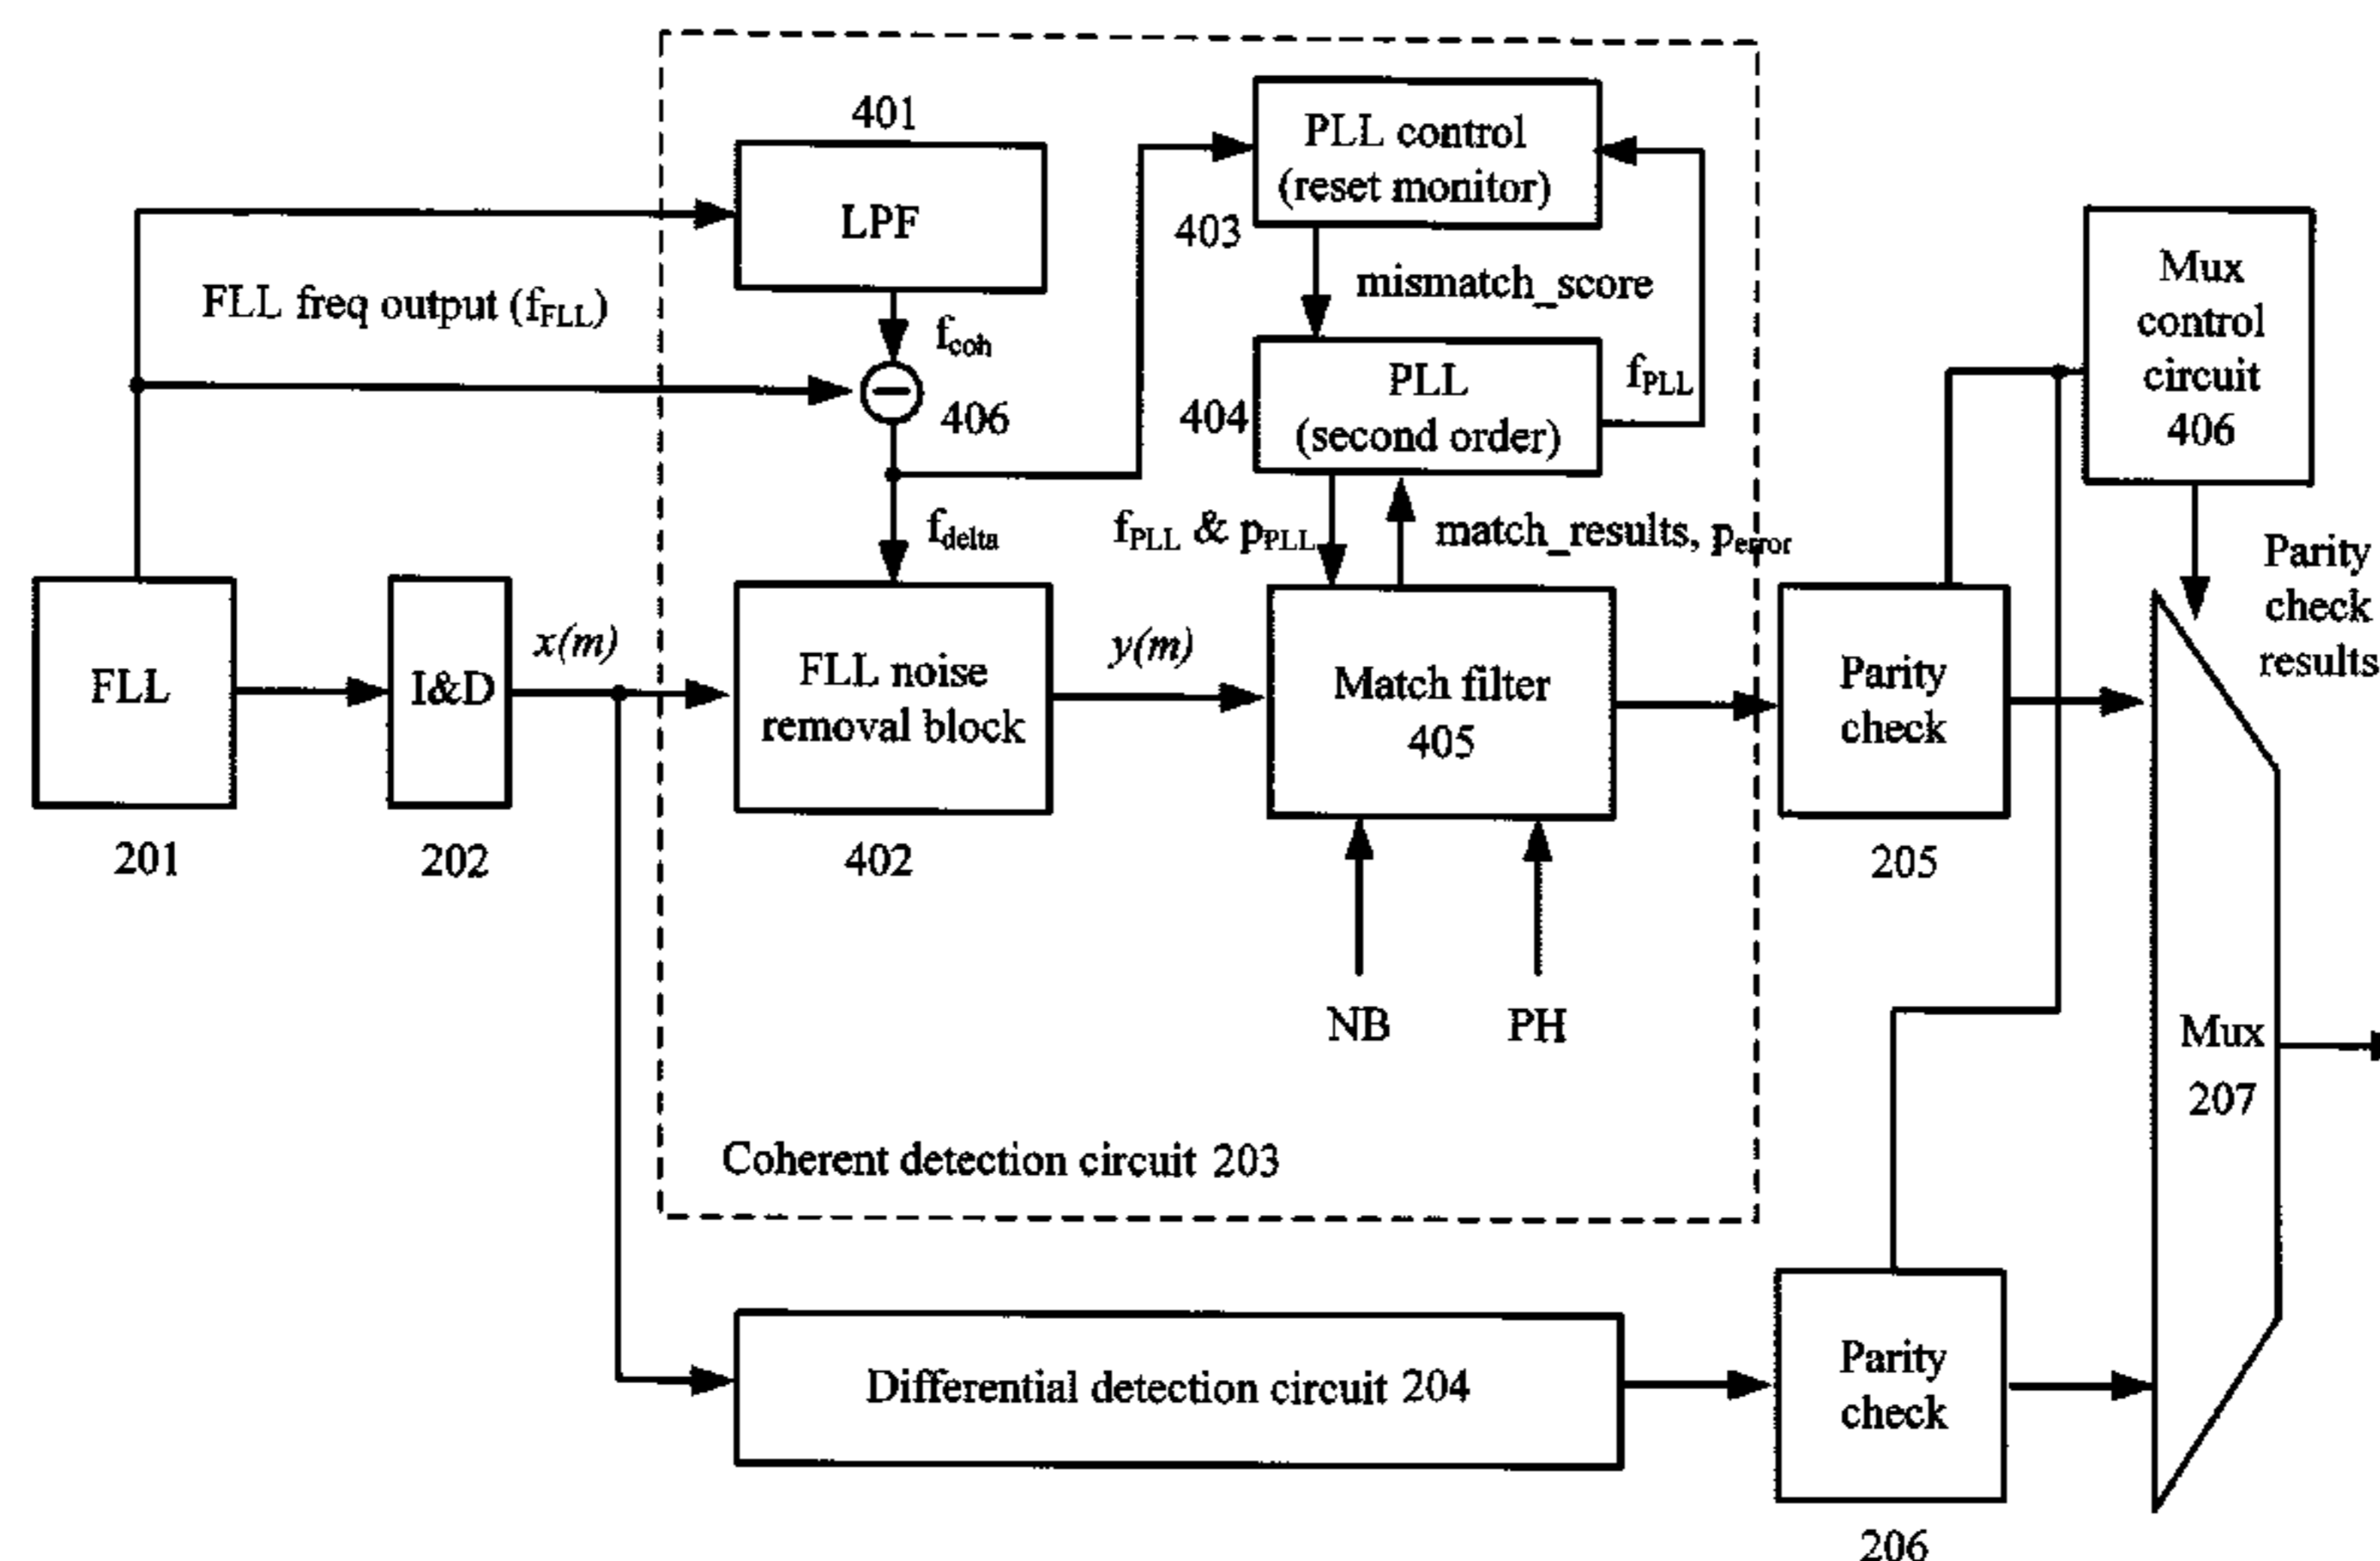 401
LPF
FLL freq output (fFLL)
fcoh
406
fdelta
PLL control
(reset monitor)
403
mismatch_score
PLL
(second order)
404
fPLL
fPLL & pPLL
match_results, perror
Mux
control
circuit
406
Parity
check
results
FLL
201
I&D
202
x(m)
FLL noise
removal block
402
y(m)
Match filter
405
NB
PH
Parity
check
205
Mux
207
Coherent detection circuit 203
Differential detection circuit 204
Parity
check
206